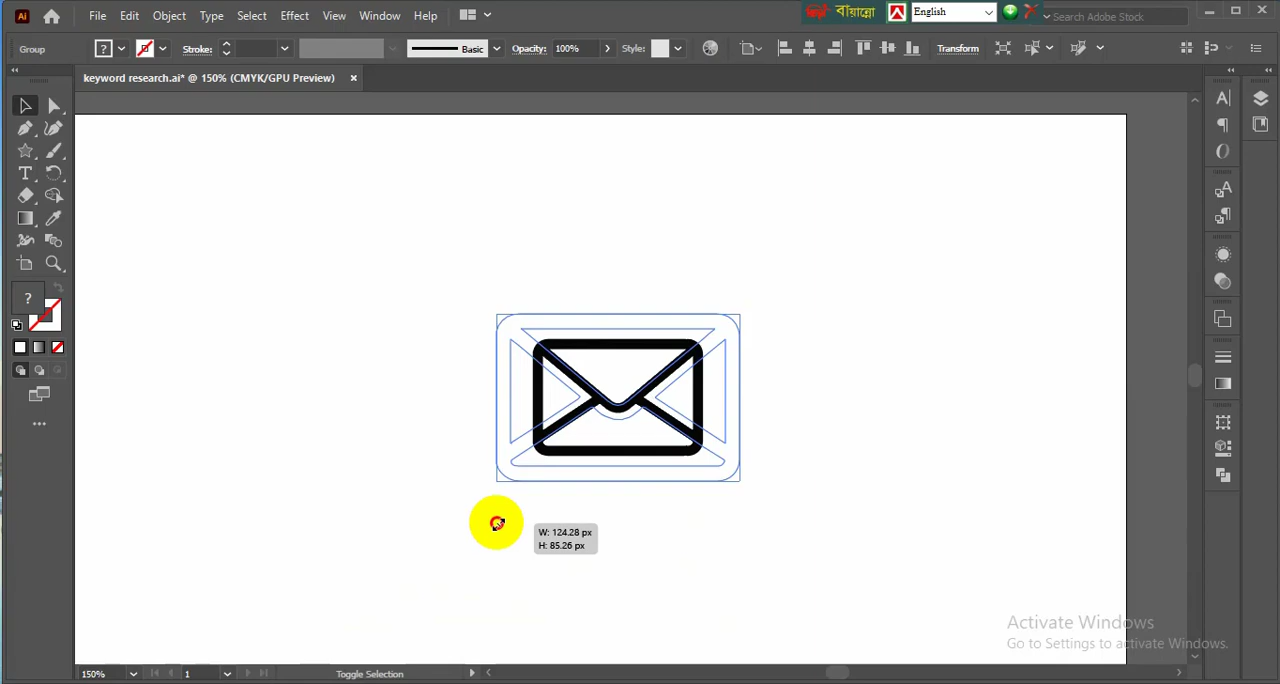 Ai File Edit Object Type Select Effect View Window Help বায়ান্নো English Search Adobe Stock
Group ? Stroke: Basic Opacity: 100% Style: Transform
keyword research.ai* @ 150% (CMYK/GPU Preview) ×
?
W: 124.28 px
H: 85.26 px
Activate Windows
Go to Settings to activate Windows.
150% 1 Toggle Selection